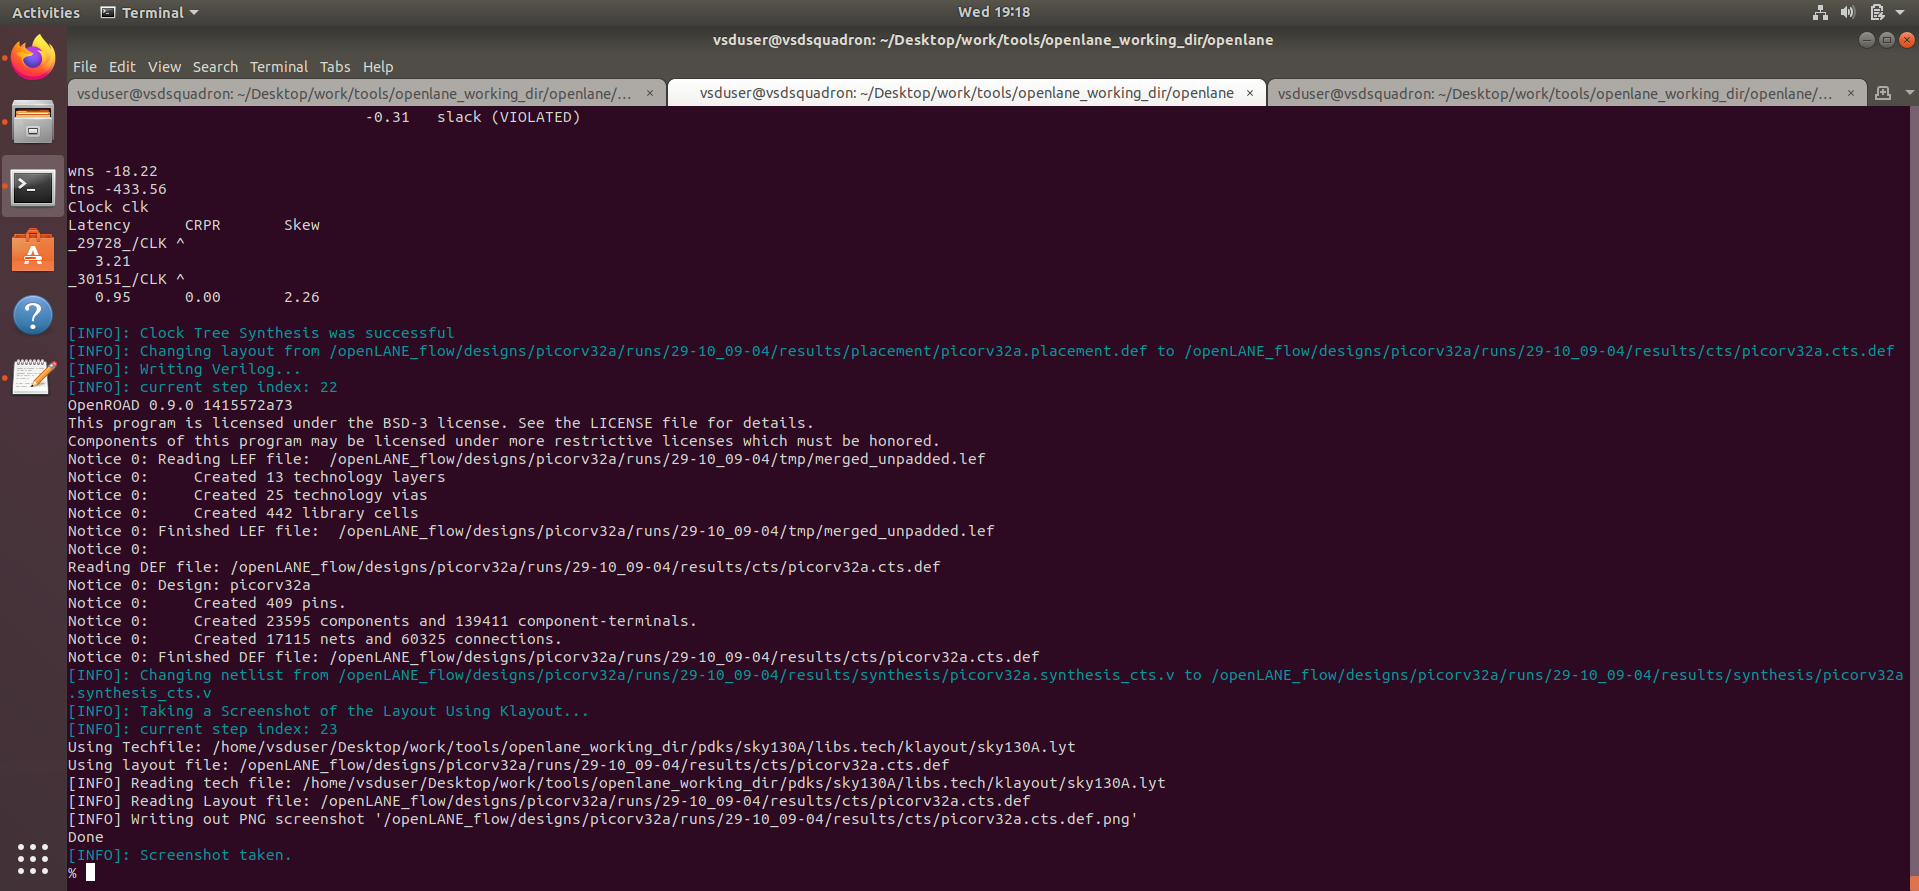 Activities Terminal Wed 19:18
vsduser@vsdsquadron: ~/Desktop/work/tools/openlane_working_dir/openlane
File Edit View Search Terminal Tabs Help
vsduser@vsdsquadron: ~/Desktop/work/tools/openlane_working_dir/openlane/... × vsduser@vsdsquadron: ~/Desktop/work/tools/openlane_working_dir/openlane × vsduser@vsdsquadron: ~/Desktop/work/tools/openlane_working_dir/openlane/... ×
-0.31 slack (VIOLATED)
wns -18.22
tns -433.56
Clock clk
Latency CRPR Skew
_29728_/CLK ^
3.21
_30151_/CLK ^
0.95 0.00 2.26
[INFO]: Clock Tree Synthesis was successful
[INFO]: Changing layout from /openLANE_flow/designs/picorv32a/runs/29-10_09-04/results/placement/picorv32a.placement.def to /openLANE_flow/designs/picorv32a/runs/29-10_09-04/results/cts/picorv32a.cts.def
[INFO]: Writing Verilog...
[INFO]: current step index: 22
OpenROAD 0.9.0 1415572a73
This program is licensed under the BSD-3 license. See the LICENSE file for details.
Components of this program may be licensed under more restrictive licenses which must be honored.
Notice 0: Reading LEF file:  /openLANE_flow/designs/picorv32a/runs/29-10_09-04/tmp/merged_unpadded.lef
Notice 0:     Created 13 technology layers
Notice 0:     Created 25 technology vias
Notice 0:     Created 442 library cells
Notice 0: Finished LEF file:  /openLANE_flow/designs/picorv32a/runs/29-10_09-04/tmp/merged_unpadded.lef
Notice 0:
Reading DEF file: /openLANE_flow/designs/picorv32a/runs/29-10_09-04/results/cts/picorv32a.cts.def
Notice 0: Design: picorv32a
Notice 0:     Created 409 pins.
Notice 0:     Created 23595 components and 139411 component-terminals.
Notice 0:     Created 17115 nets and 60325 connections.
Notice 0: Finished DEF file: /openLANE_flow/designs/picorv32a/runs/29-10_09-04/results/cts/picorv32a.cts.def
[INFO]: Changing netlist from /openLANE_flow/designs/picorv32a/runs/29-10_09-04/results/synthesis/picorv32a.synthesis_cts.v to /openLANE_flow/designs/picorv32a/runs/29-10_09-04/results/synthesis/picorv32a
.synthesis_cts.v
[INFO]: Taking a Screenshot of the Layout Using Klayout...
[INFO]: current step index: 23
Using Techfile: /home/vsduser/Desktop/work/tools/openlane_working_dir/pdks/sky130A/libs.tech/klayout/sky130A.lyt
Using layout file: /openLANE_flow/designs/picorv32a/runs/29-10_09-04/results/cts/picorv32a.cts.def
[INFO] Reading tech file: /home/vsduser/Desktop/work/tools/openlane_working_dir/pdks/sky130A/libs.tech/klayout/sky130A.lyt
[INFO] Reading Layout file: /openLANE_flow/designs/picorv32a/runs/29-10_09-04/results/cts/picorv32a.cts.def
[INFO] Writing out PNG screenshot '/openLANE_flow/designs/picorv32a/runs/29-10_09-04/results/cts/picorv32a.cts.def.png'
Done
[INFO]: Screenshot taken.
%